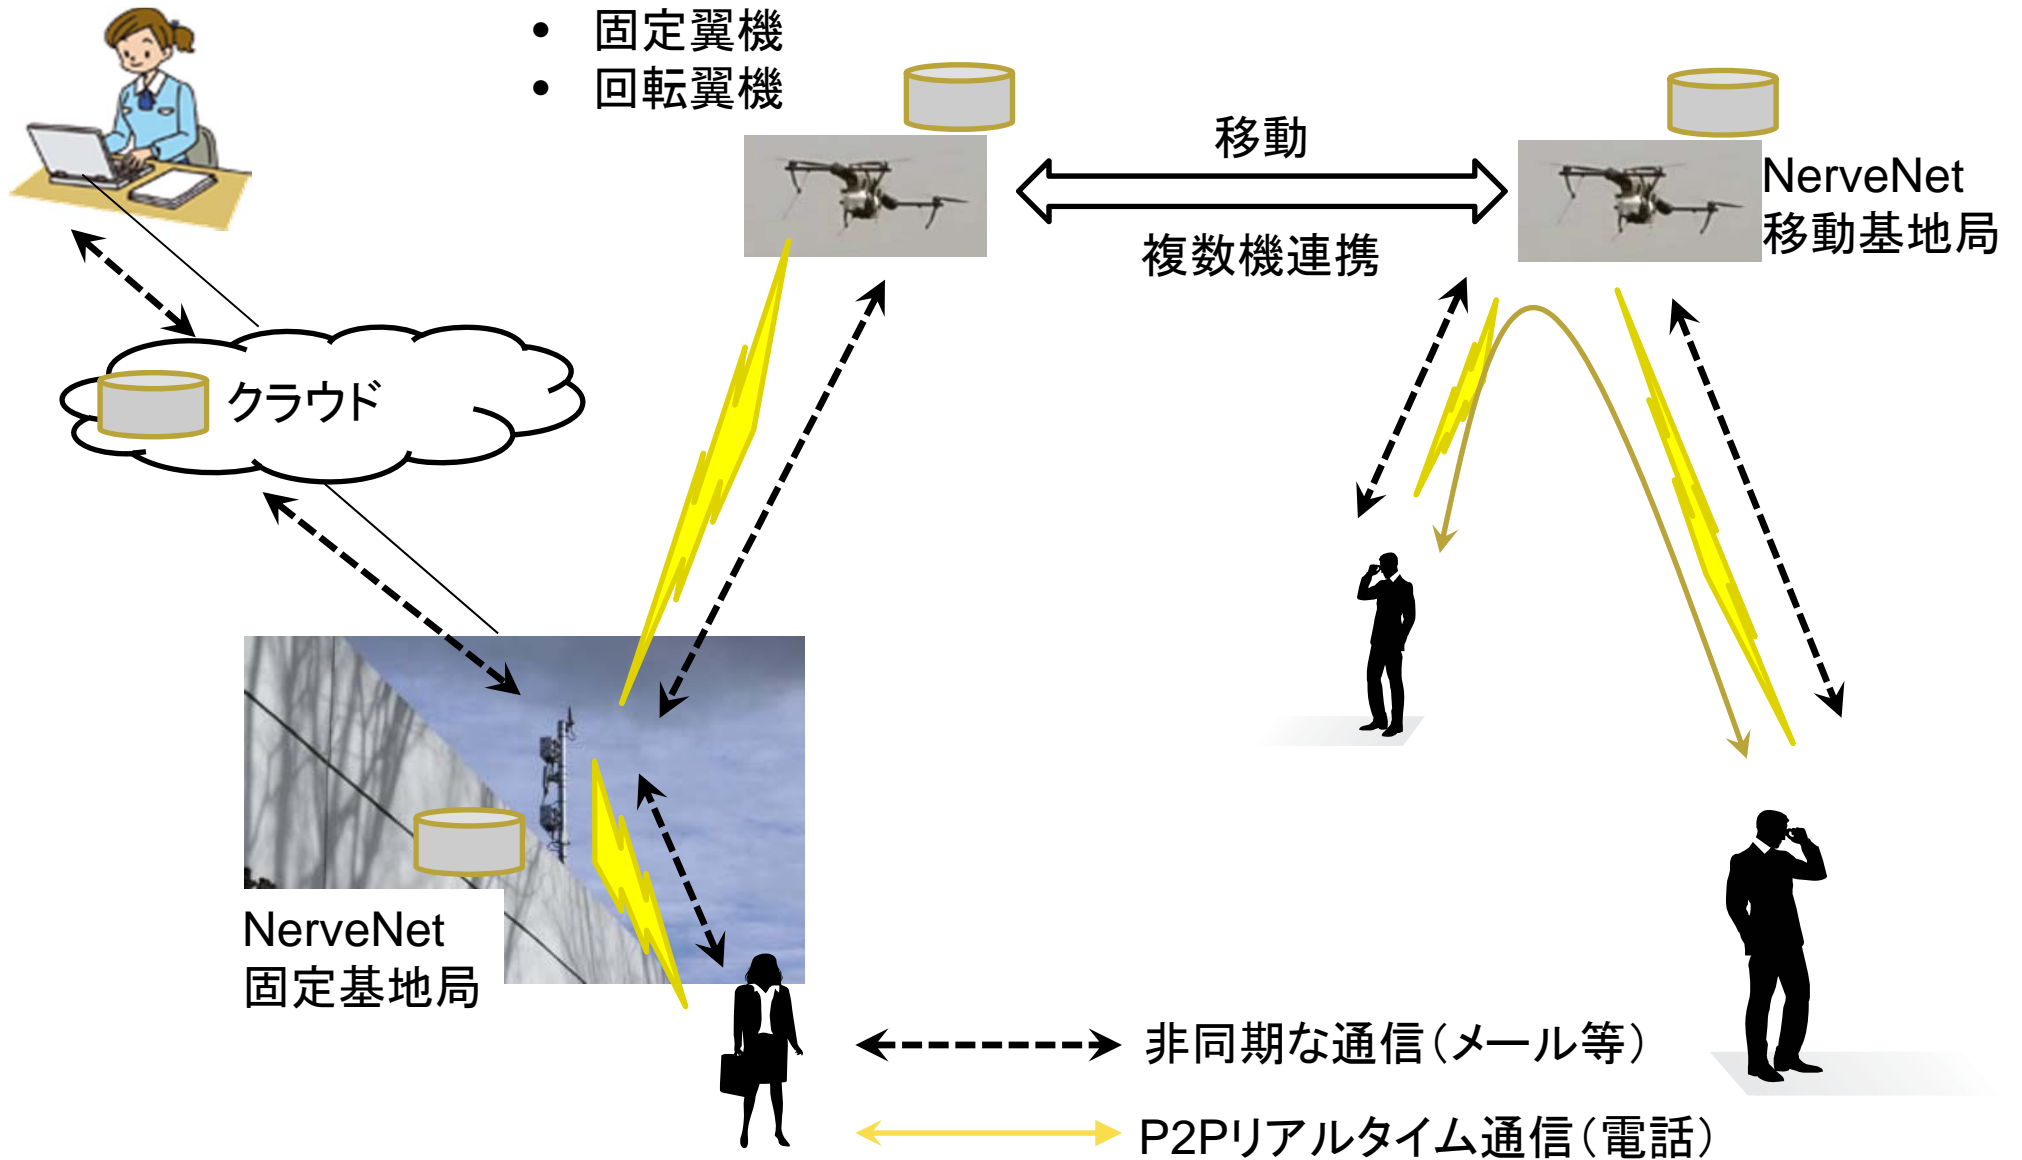 • 固定翼機
• 回転翼機
移動
複数機連携
NerveNet
移動基地局
クラウド
NerveNet
固定基地局
非同期な通信（メール等）
P2Pリアルタイム通信（電話）